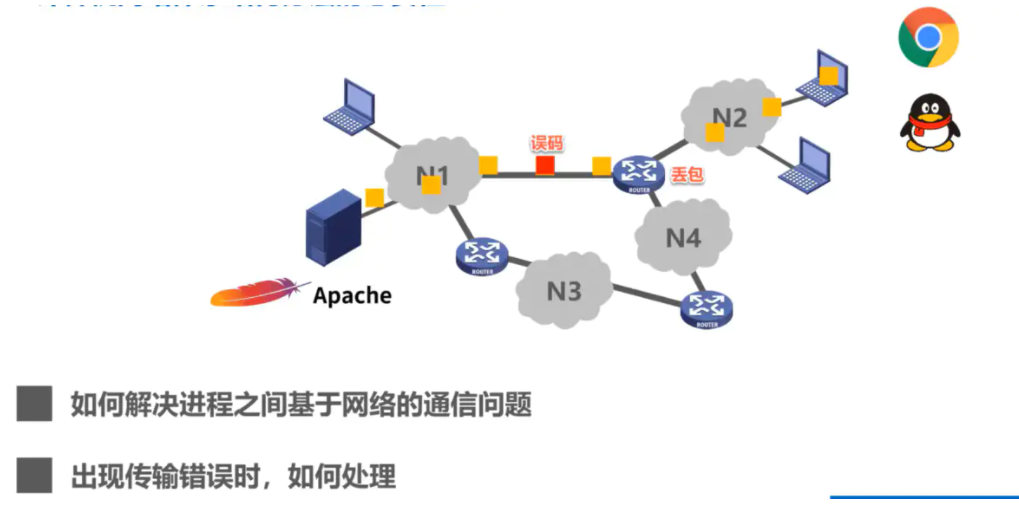 误码
N2
N1
ROUTER
丢包
N4
ROUTER
N3
Apache
ROUTER
如何解决进程之间基于网络的通信问题
出现传输错误时，如何处理